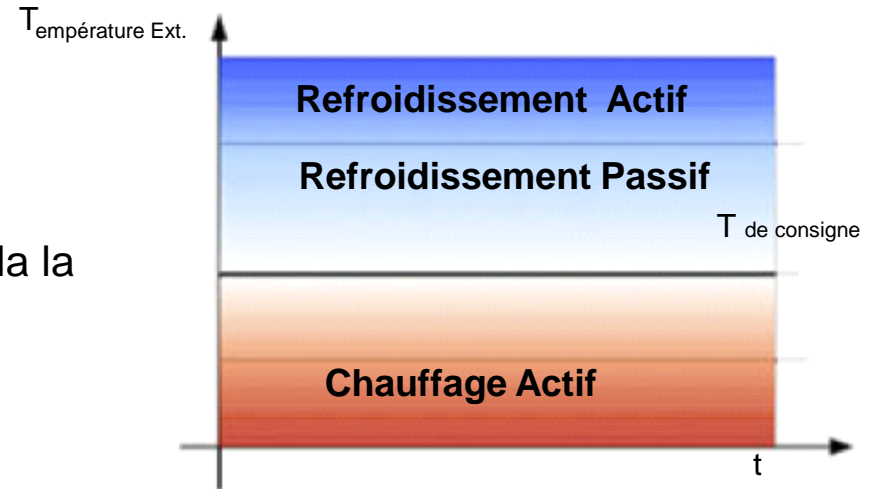 Température Ext.
Refroidissement Actif
Refroidissement Passif
T de consigne
la la
Chauffage Actif
t